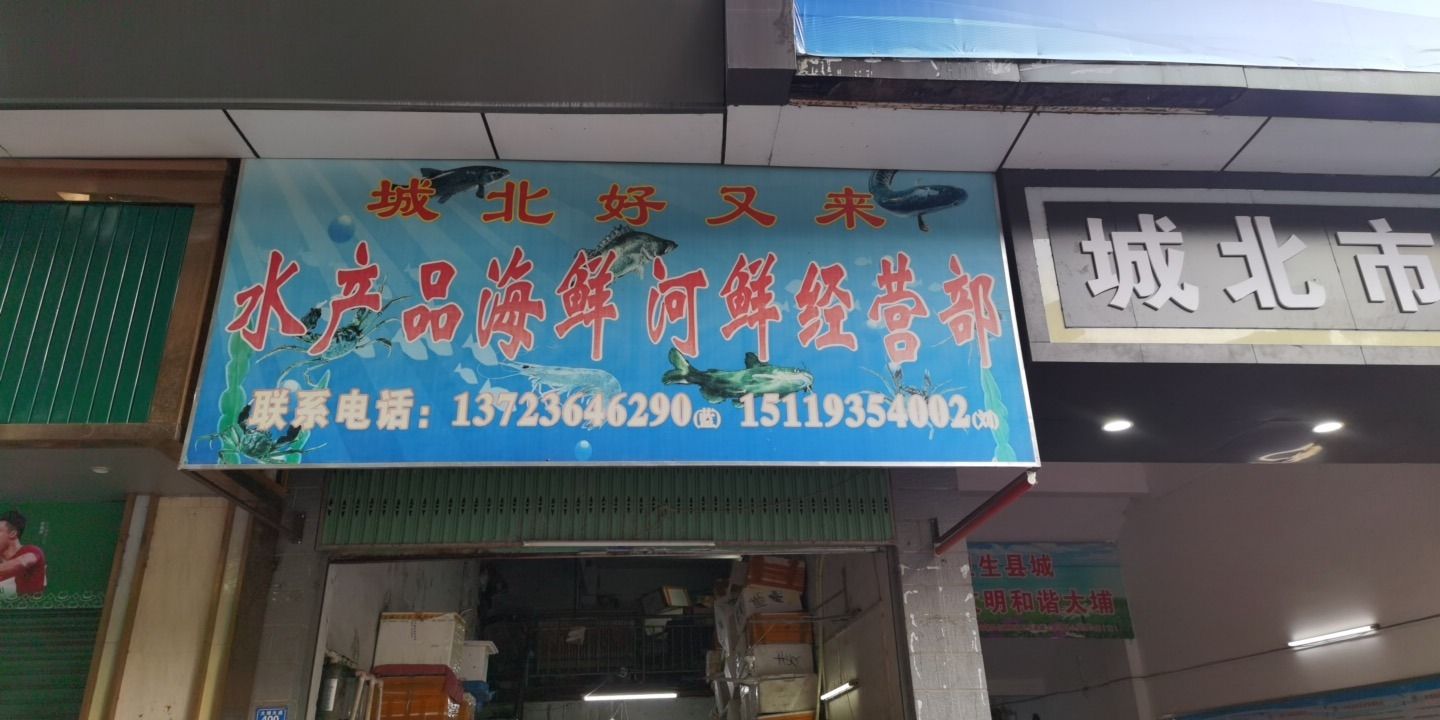 城北好又来
水产品海鲜河鲜经营部
联系电话：13723646290(蓝) 15119354002(刘)
城北市
生县城
明和谐大埔